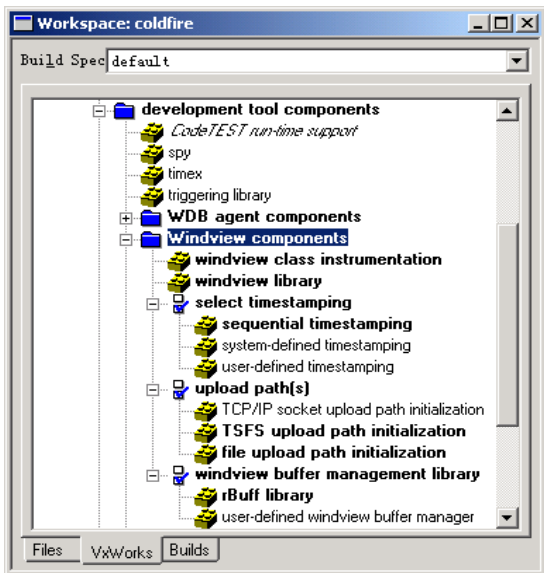 Workspace: coldfire
Build Spec default
development tool components
CodeTEST run-time support
spy
timex
triggering library
WDB agent components
Windview components
windview class instrumentation
windview library
select timestamping
sequential timestamping
system-defined timestamping
user-defined timestamping
upload path(s)
TCP/IP socket upload path initialization
TSFS upload path initialization
file upload path initialization
windview buffer management library
rBuff library
user-defined windview buffer manager
Files VxWorks Builds